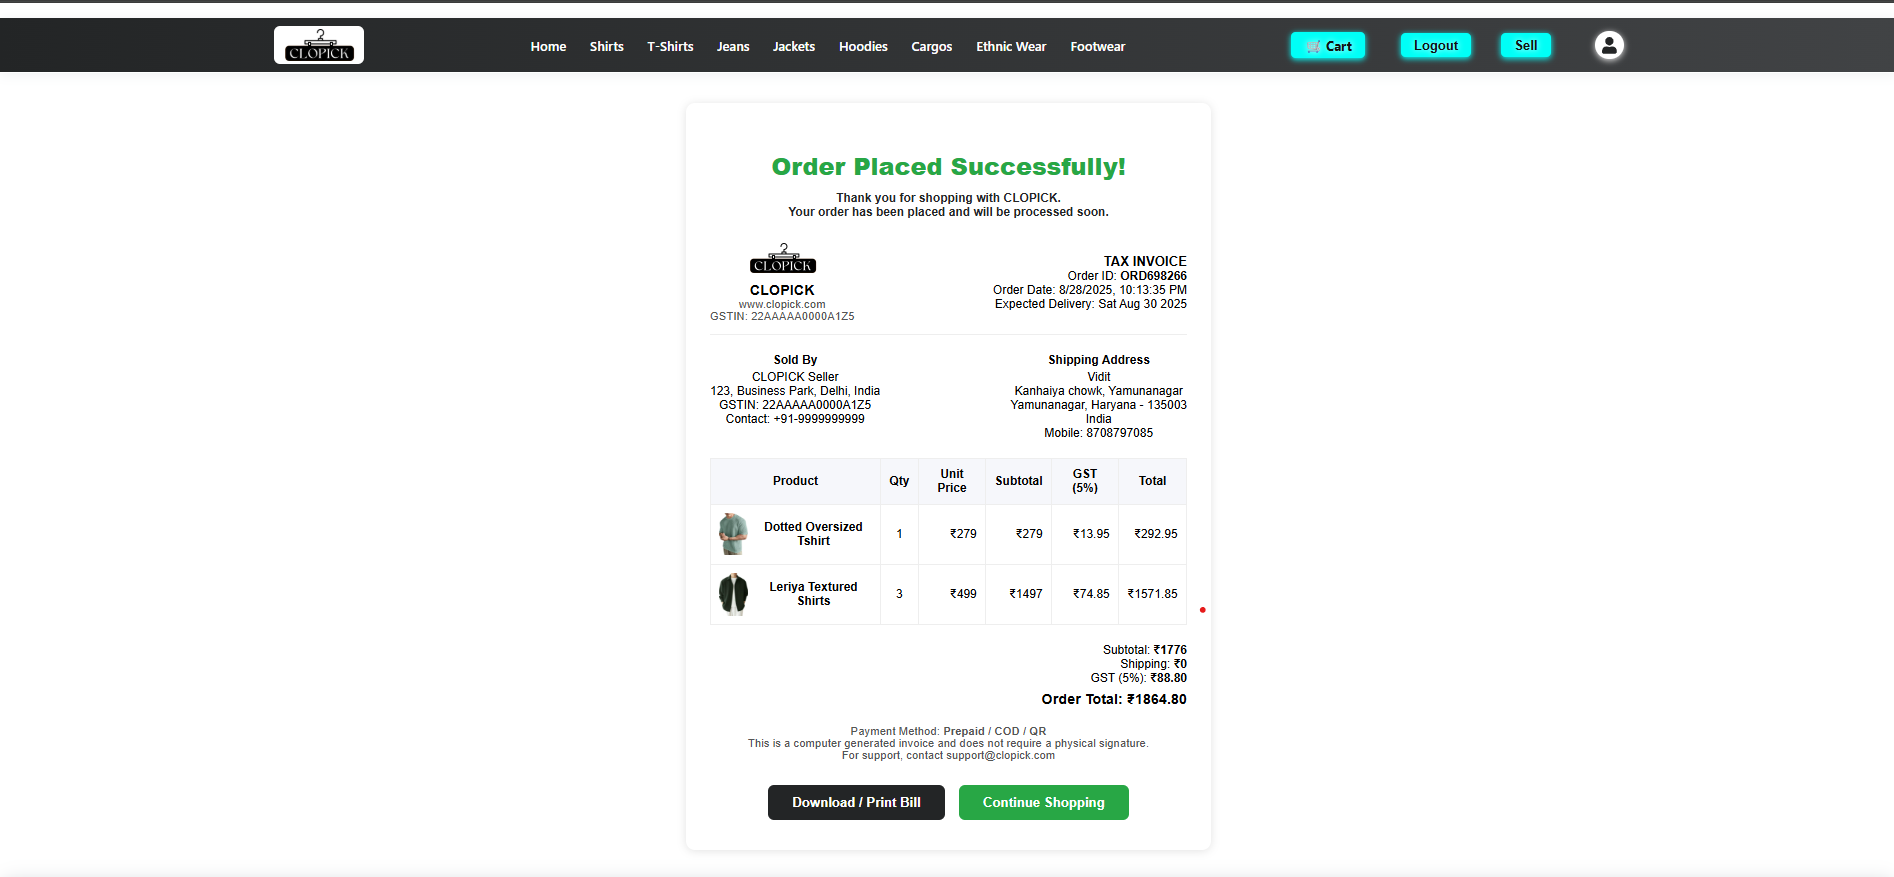 CLOPICK
Home Shirts T-Shirts Jeans Jackets Hoodies Cargos Ethnic Wear Footwear
Cart Logout Sell
Order Placed Successfully!
Thank you for shopping with CLOPICK.
Your order has been placed and will be processed soon.
CLOPICK
CLOPICK
www.clopick.com
GSTIN: 22AAAAA0000A1Z5
TAX INVOICE
Order ID: ORD698266
Order Date: 8/28/2025, 10:13:35 PM
Expected Delivery: Sat Aug 30 2025
Sold By
CLOPICK Seller
123, Business Park, Delhi, India
GSTIN: 22AAAAA0000A1Z5
Contact: +91-9999999999
Shipping Address
Vidit
Kanhaiya chowk, Yamunanagar
Yamunanagar, Haryana - 135003
India
Mobile: 8708797085
Product Qty Unit Price Subtotal GST (5%) Total
Dotted Oversized Tshirt 1 ₹279 ₹279 ₹13.95 ₹292.95
Leriya Textured Shirts 3 ₹499 ₹1497 ₹74.85 ₹1571.85
Subtotal: ₹1776
Shipping: ₹0
GST (5%): ₹88.80
Order Total: ₹1864.80
Payment Method: Prepaid / COD / QR
This is a computer generated invoice and does not require a physical signature.
For support, contact support@clopick.com
Download / Print Bill Continue Shopping